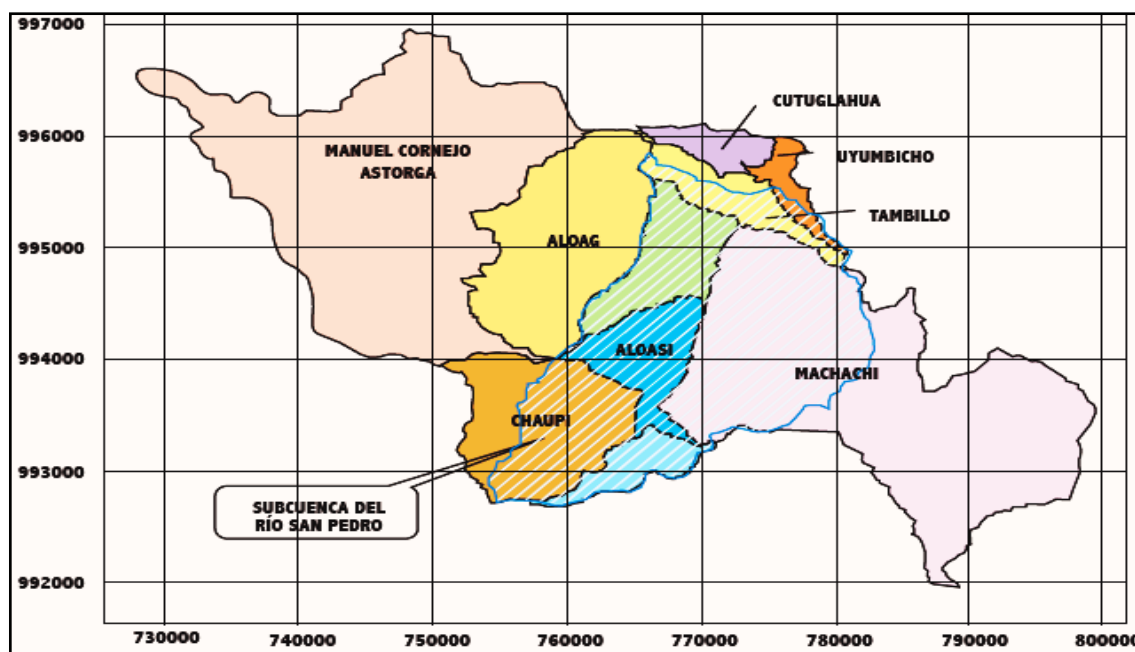 997000
CUTUGLAHUA
996000
MANUEL CORNEJO
ASTORGA
UYUMBICHO
TAMBILLO
995000
ALOAG
994000
ALOASI
MACHACHI
CHAUPI
993000
SUBCUENCA DEL
RÍO SAN PEDRO
992000
730000 740000 750000 760000 770000 780000 790000 800000